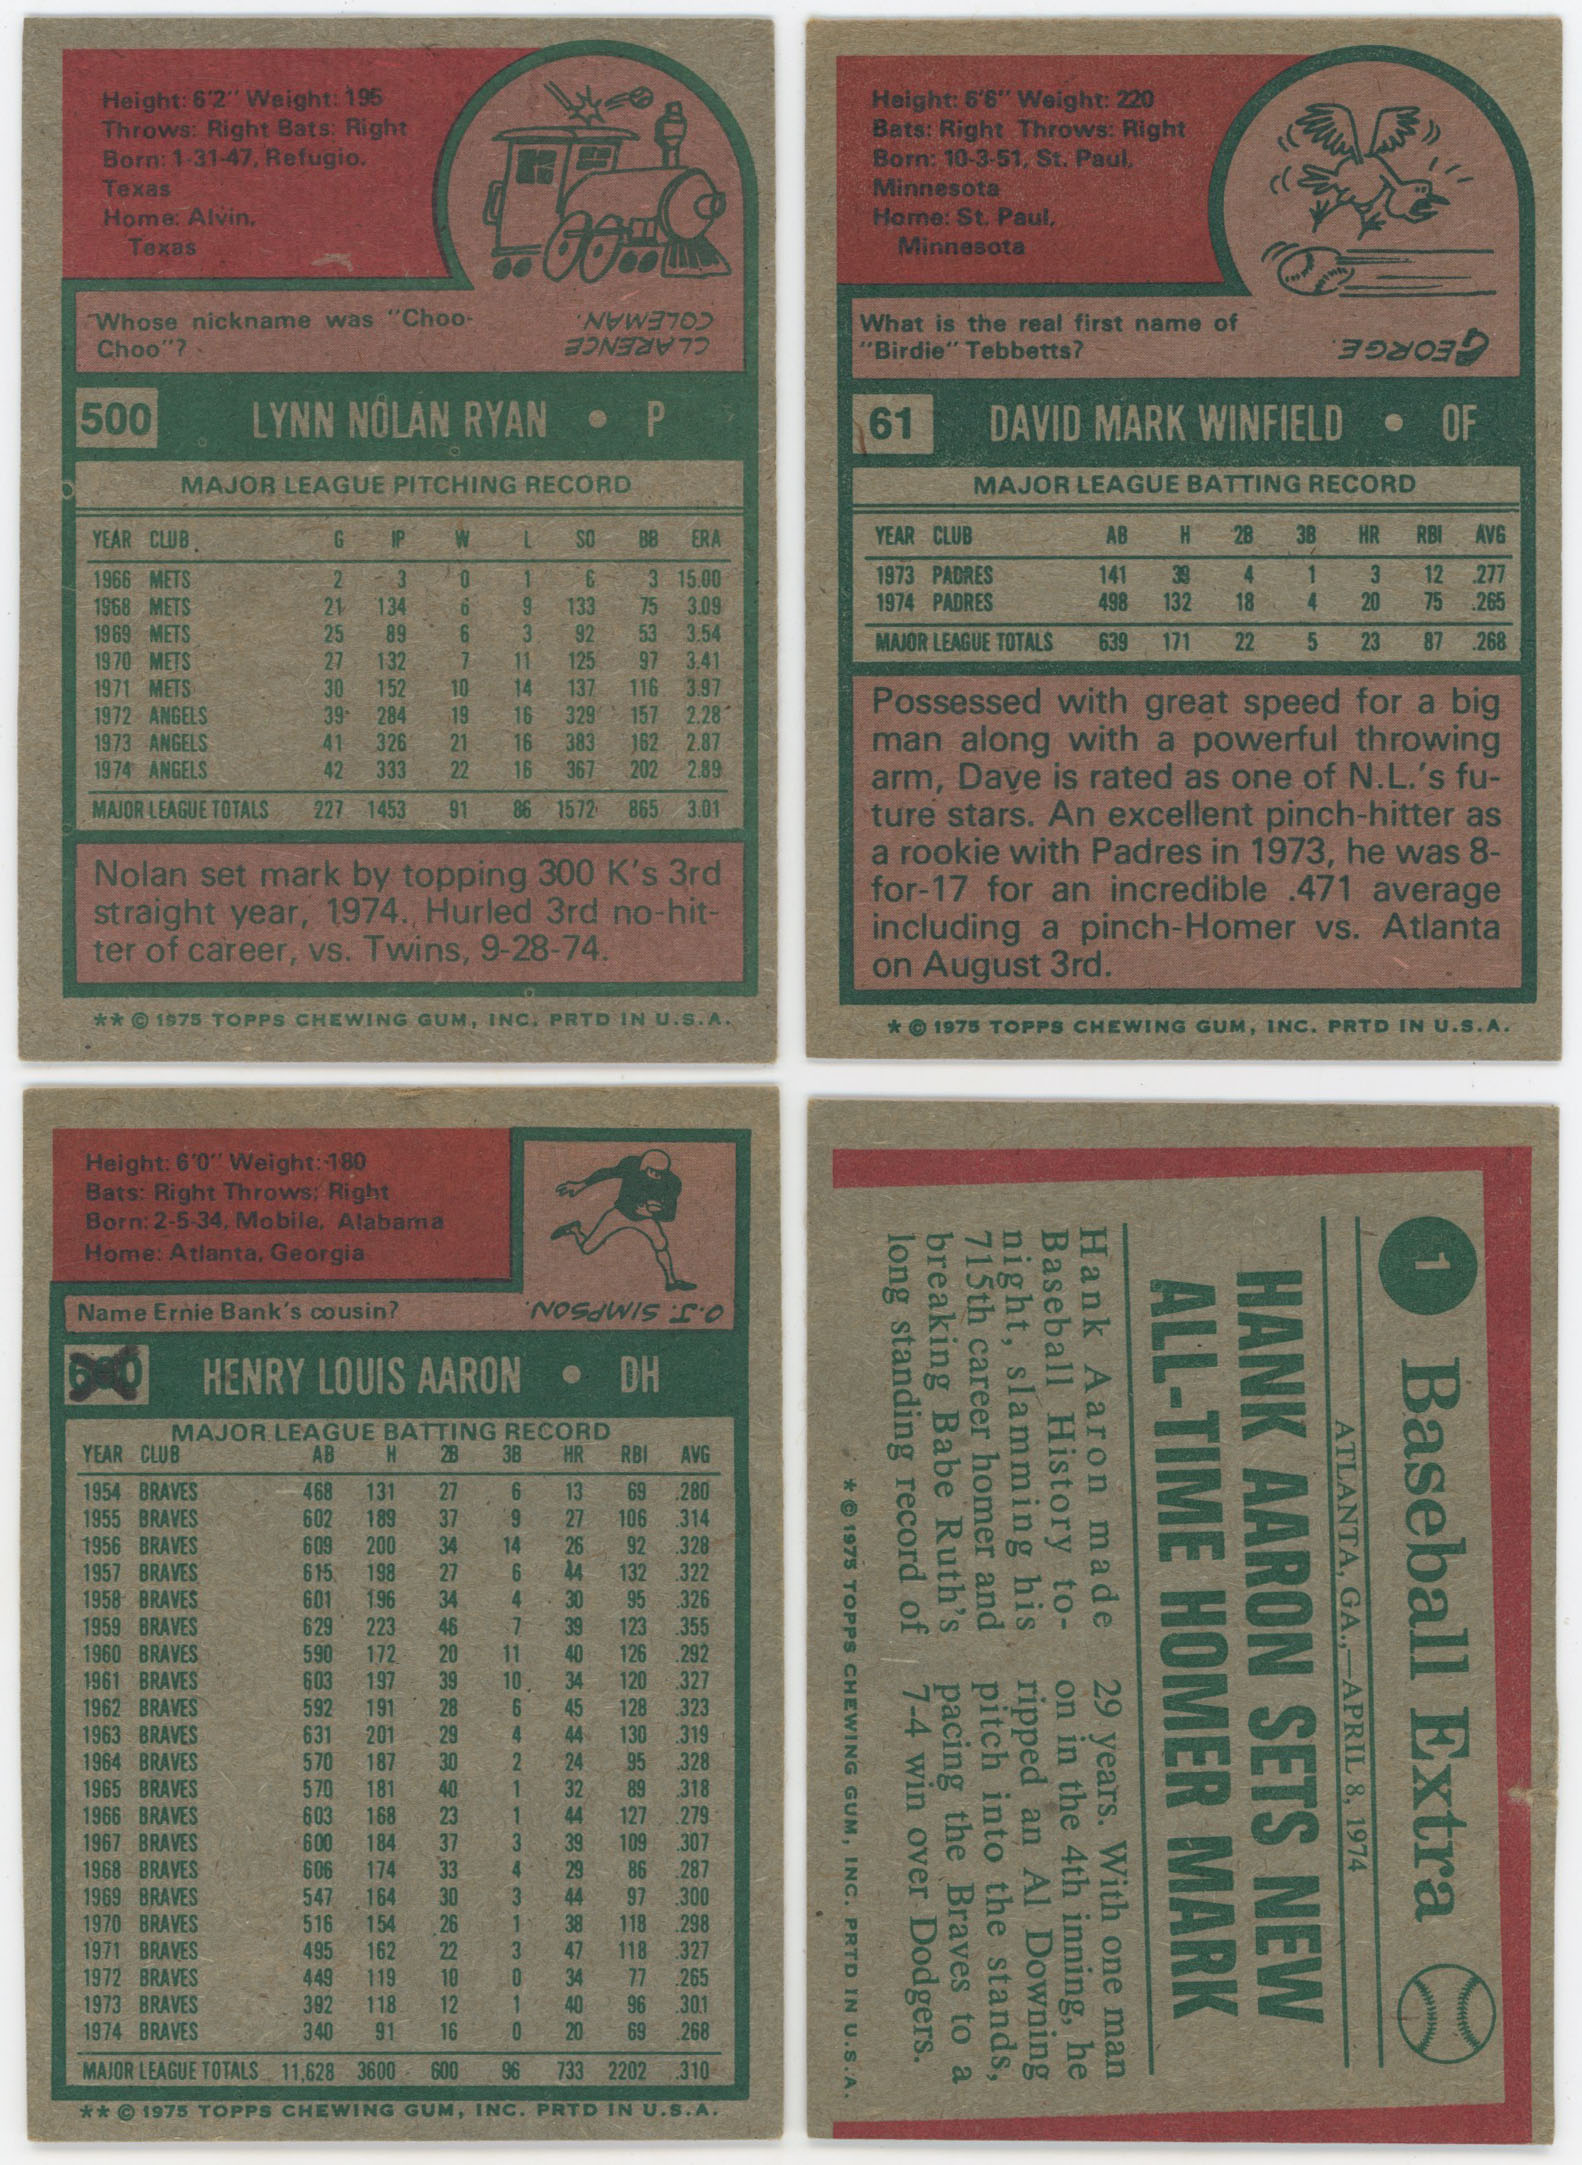 Height: 6'2" Weight: 195
Throws: Right Bats: Right
Born: 1-31-47, Refugio,
Texas
Home: Alvin,
Texas
Whose nickname was "Choo-
Choo"?
CLARENCE
COLEMAN.
500 LYNN NOLAN RYAN • P
MAJOR LEAGUE PITCHING RECORD
YEAR CLUB G IP W L SO BB ERA
1966 METS 2 3 0 1 6 3 15.00
1968 METS 21 134 6 9 133 75 3.09
1969 METS 25 89 6 3 92 53 3.54
1970 METS 27 132 7 11 125 97 3.41
1971 METS 30 152 10 14 137 116 3.97
1972 ANGELS 39 284 19 16 329 157 2.28
1973 ANGELS 41 326 21 16 383 162 2.87
1974 ANGELS 42 333 22 16 367 202 2.89
MAJOR LEAGUE TOTALS 227 1453 91 86 1572 865 3.01
Nolan set mark by topping 300 K's 3rd
straight year, 1974. Hurled 3rd no-hit-
ter of career, vs. Twins, 9-28-74.
** © 1975 TOPPS CHEWING GUM, INC. PRTD IN U.S.A.
Height: 6'6" Weight: 220
Bats: Right Throws: Right
Born: 10-3-51, St. Paul,
Minnesota
Home: St. Paul,
Minnesota
What is the real first name of
"Birdie" Tebbetts?
GEORGE.
61 DAVID MARK WINFIELD • OF
MAJOR LEAGUE BATTING RECORD
YEAR CLUB AB H 2B 3B HR RBI AVG
1973 PADRES 141 39 4 1 3 12 .277
1974 PADRES 498 132 18 4 20 75 .265
MAJOR LEAGUE TOTALS 639 171 22 5 23 87 .268
Possessed with great speed for a big
man along with a powerful throwing
arm, Dave is rated as one of N.L.'s fu-
ture stars. An excellent pinch-hitter as
a rookie with Padres in 1973, he was 8-
for-17 for an incredible .471 average
including a pinch-Homer vs. Atlanta
on August 3rd.
* © 1975 TOPPS CHEWING GUM, INC. PRTD IN U.S.A.
Height: 6'0" Weight: 180
Bats: Right Throws: Right
Born: 2-5-34, Mobile, Alabama
Home: Atlanta, Georgia
Name Ernie Bank's cousin?
O.J. SIMPSON.
HENRY LOUIS AARON • DH
MAJOR LEAGUE BATTING RECORD
YEAR CLUB AB H 2B 3B HR RBI AVG
1954 BRAVES 468 131 27 6 13 69 .280
1955 BRAVES 602 189 37 9 27 106 .314
1956 BRAVES 609 200 34 14 26 92 .328
1957 BRAVES 615 198 27 6 44 132 .322
1958 BRAVES 601 196 34 4 30 95 .326
1959 BRAVES 629 223 46 7 39 123 .355
1960 BRAVES 590 172 20 11 40 126 .292
1961 BRAVES 603 197 39 10 34 120 .327
1962 BRAVES 592 191 28 6 45 128 .323
1963 BRAVES 631 201 29 4 44 130 .319
1964 BRAVES 570 187 30 2 24 95 .328
1965 BRAVES 570 181 40 1 32 89 .318
1966 BRAVES 603 168 23 1 44 127 .279
1967 BRAVES 600 184 37 3 39 109 .307
1968 BRAVES 606 174 33 4 29 86 .287
1969 BRAVES 547 164 30 3 44 97 .300
1970 BRAVES 516 154 26 1 38 118 .298
1971 BRAVES 495 162 22 3 47 118 .327
1972 BRAVES 449 119 10 0 34 77 .265
1973 BRAVES 392 118 12 1 40 96 .301
1974 BRAVES 340 91 16 0 20 69 .268
MAJOR LEAGUE TOTALS 11,628 3600 600 96 733 2202 .310
** © 1975 TOPPS CHEWING GUM, INC. PRTD IN U.S.A.
1 Baseball Extra
ATLANTA, GA.,—APRIL 8, 1974
HANK AARON SETS NEW
ALL-TIME HOMER MARK
Hank Aaron made
Baseball History to-
night, slamming his
715th career homer and
breaking Babe Ruth's
long standing record of
29 years. With one man
on in the 4th inning, he
ripped an Al Downing
pitch into the stands,
pacing the Braves to a
7-4 win over Dodgers.
* © 1975 TOPPS CHEWING GUM, INC. PRTD IN U.S.A.